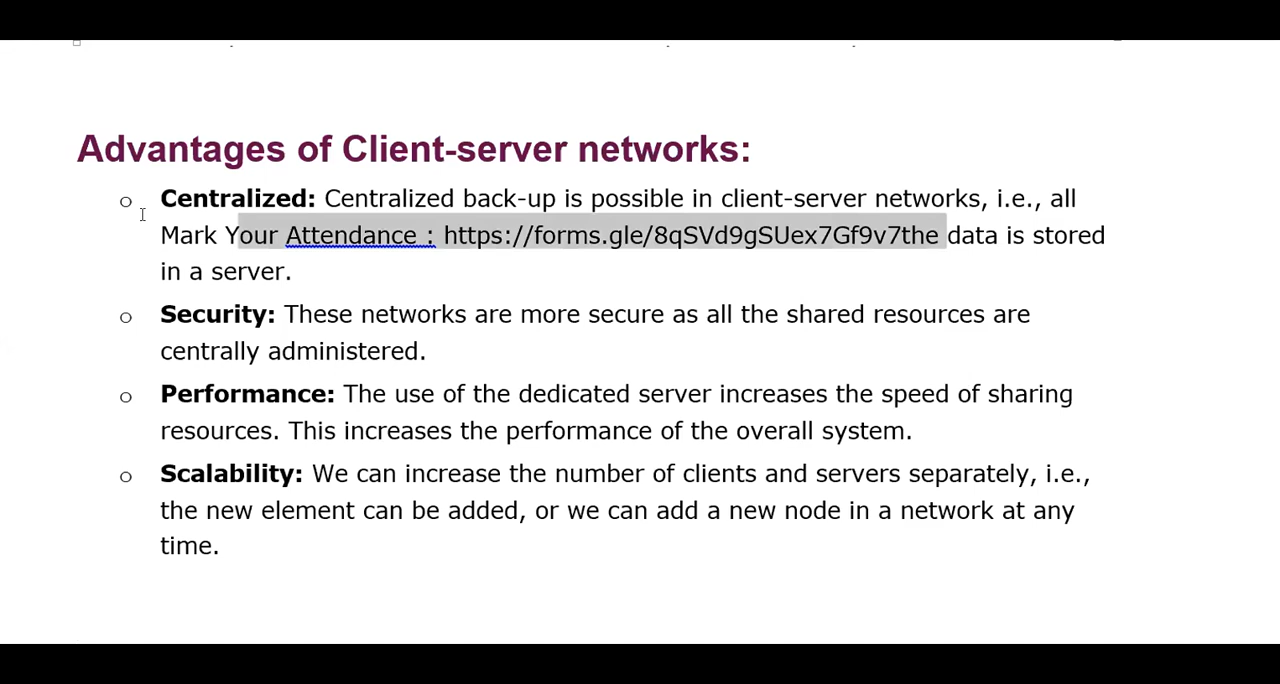 Advantages of Client-server networks:
o Centralized: Centralized back-up is possible in client-server networks, i.e., all
Mark Your Attendance : https://forms.gle/8qSVd9gSUex7Gf9v7the data is stored
in a server.
o Security: These networks are more secure as all the shared resources are
centrally administered.
o Performance: The use of the dedicated server increases the speed of sharing
resources. This increases the performance of the overall system.
o Scalability: We can increase the number of clients and servers separately, i.e.,
the new element can be added, or we can add a new node in a network at any
time.